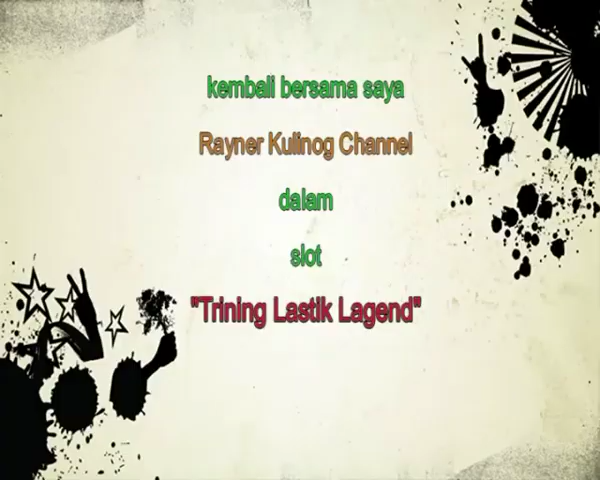 kembali bersama saya
Rayner Kulinog Channel
dalam
slot
"Trining Lastik Lagend"